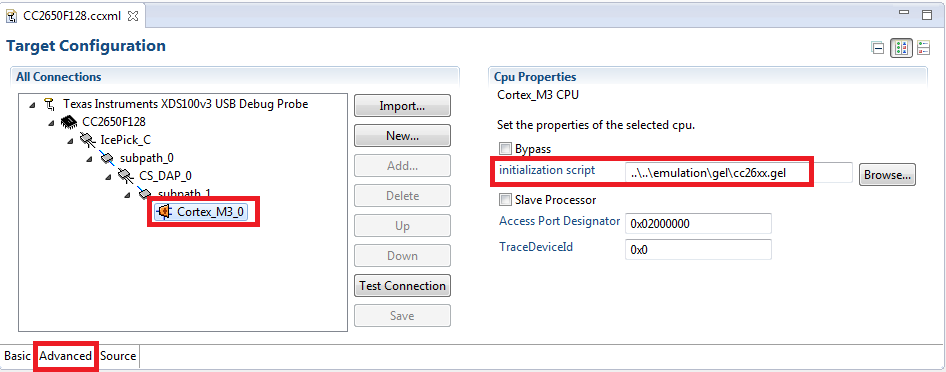 CC2650F128.ccxml
Target Configuration
All Connections
Texas Instruments XDS100v3 USB Debug Probe
CC2650F128
IcePick_C
subpath_0
CS_DAP_0
subpath_1
Cortex_M3_0
Import...
New...
Add...
Delete
Up
Down
Test Connection
Save
Cpu Properties
Cortex_M3 CPU
Set the properties of the selected cpu.
Bypass
initialization script ..\..\emulation\gel\cc26xx.gel Browse...
Slave Processor
Access Port Designator 0x02000000
TraceDeviceId 0x0
Basic Advanced Source